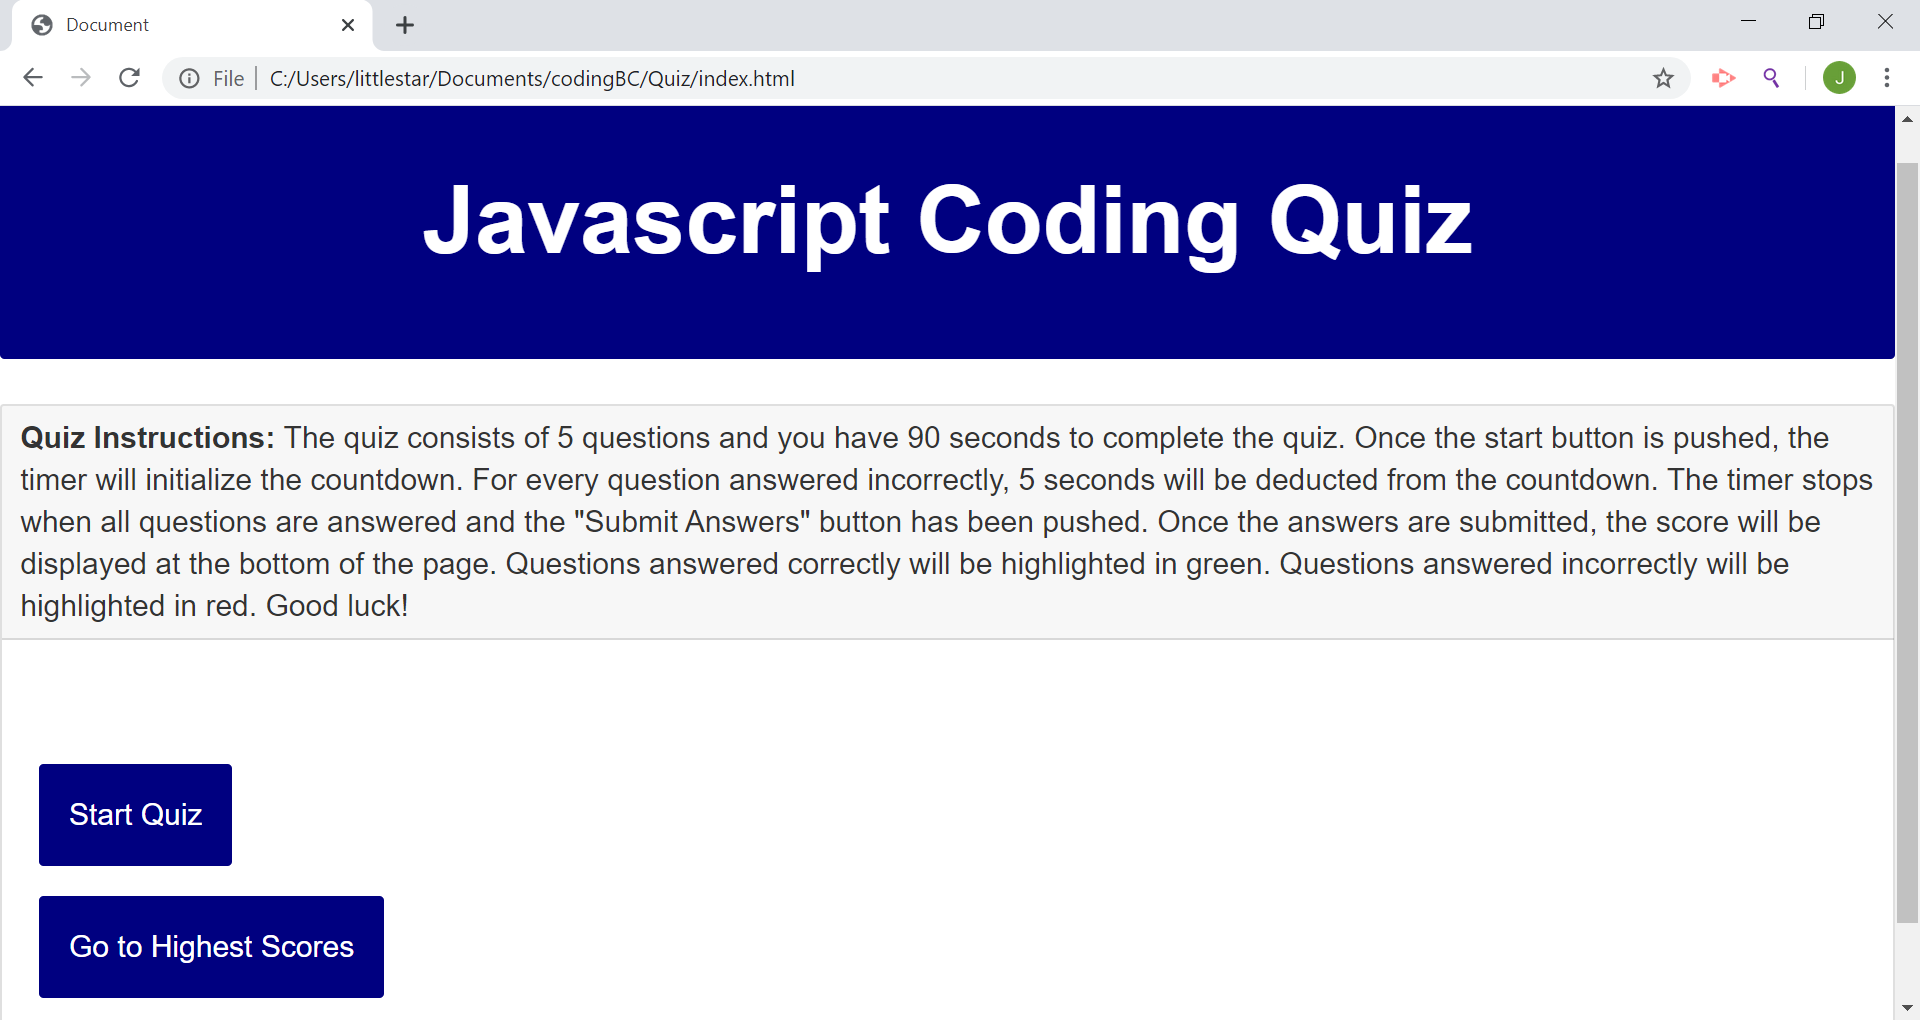 Document
File
C:/Users/littlestar/Documents/codingBC/Quiz/index.html
J
Javascript Coding Quiz
Quiz Instructions: The quiz consists of 5 questions and you have 90 seconds to complete the quiz. Once the start button is pushed, the
timer will initialize the countdown. For every question answered incorrectly, 5 seconds will be deducted from the countdown. The timer stops
when all questions are answered and the "Submit Answers" button has been pushed. Once the answers are submitted, the score will be
displayed at the bottom of the page. Questions answered correctly will be highlighted in green. Questions answered incorrectly will be
highlighted in red. Good luck!
Start Quiz
Go to Highest Scores